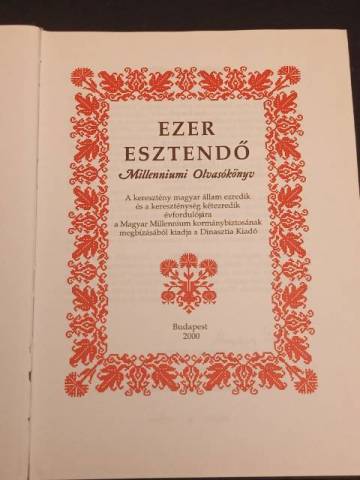 EZER
ESZTENDŐ
Millenniumi Olvasókönyv
A keresztény magyar állam ezredik
és a kereszténység kétezredik
évfordulójára
a Magyar Millennium kormánybiztosának
megbízásából kiadja a Dinasztia Kiadó
Budapest
2000